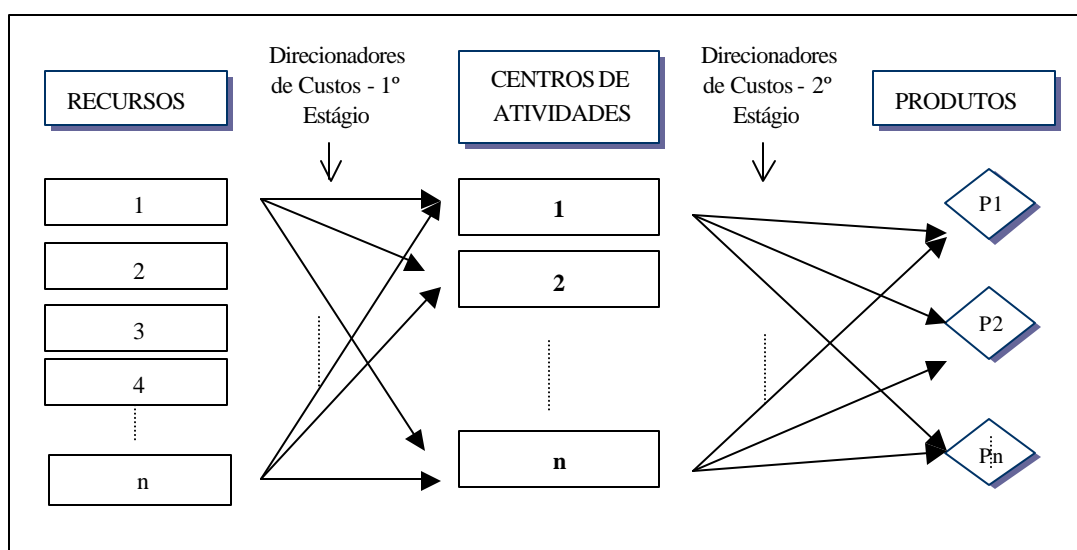 RECURSOS
Direcionadores
de Custos - 1º
Estágio
CENTROS DE
ATIVIDADES
Direcionadores
de Custos - 2º
Estágio
PRODUTOS
1
2
3
4
n
1
2
n
P1
P2
Pn